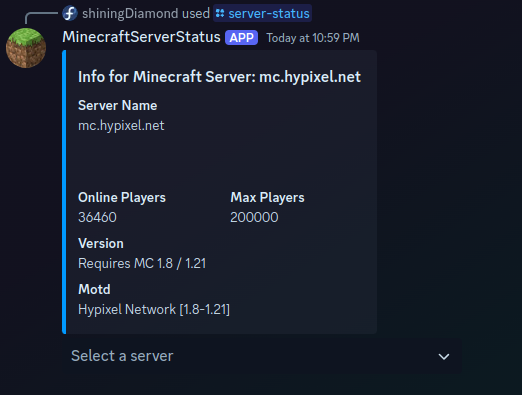 shiningDiamond used server-status
MinecraftServerStatus APP Today at 10:59 PM
Info for Minecraft Server: mc.hypixel.net
Server Name
mc.hypixel.net
Online Players Max Players
36460 200000
Version
Requires MC 1.8 / 1.21
Motd
Hypixel Network [1.8-1.21]
Select a server